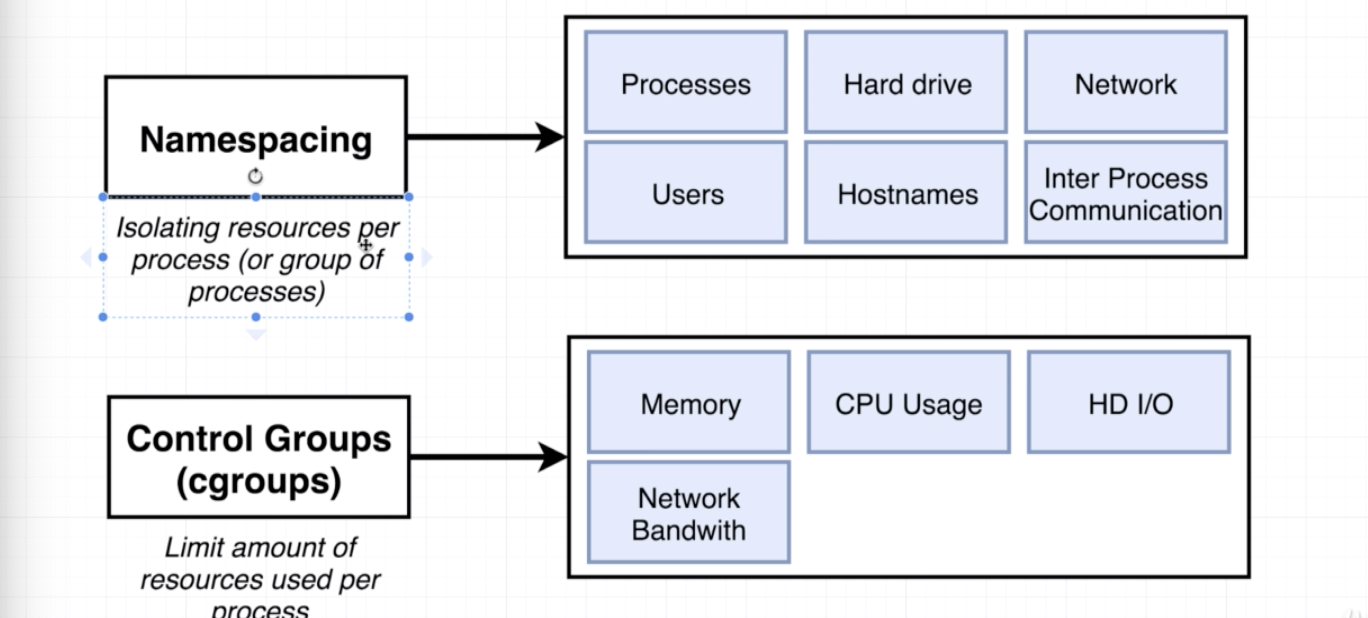 Namespacing
Isolating resources per
process (or group of
processes)
Processes
Hard drive
Network
Users
Hostnames
Inter Process
Communication
Control Groups
(cgroups)
Limit amount of
resources used per
process
Memory
CPU Usage
HD I/O
Network
Bandwith